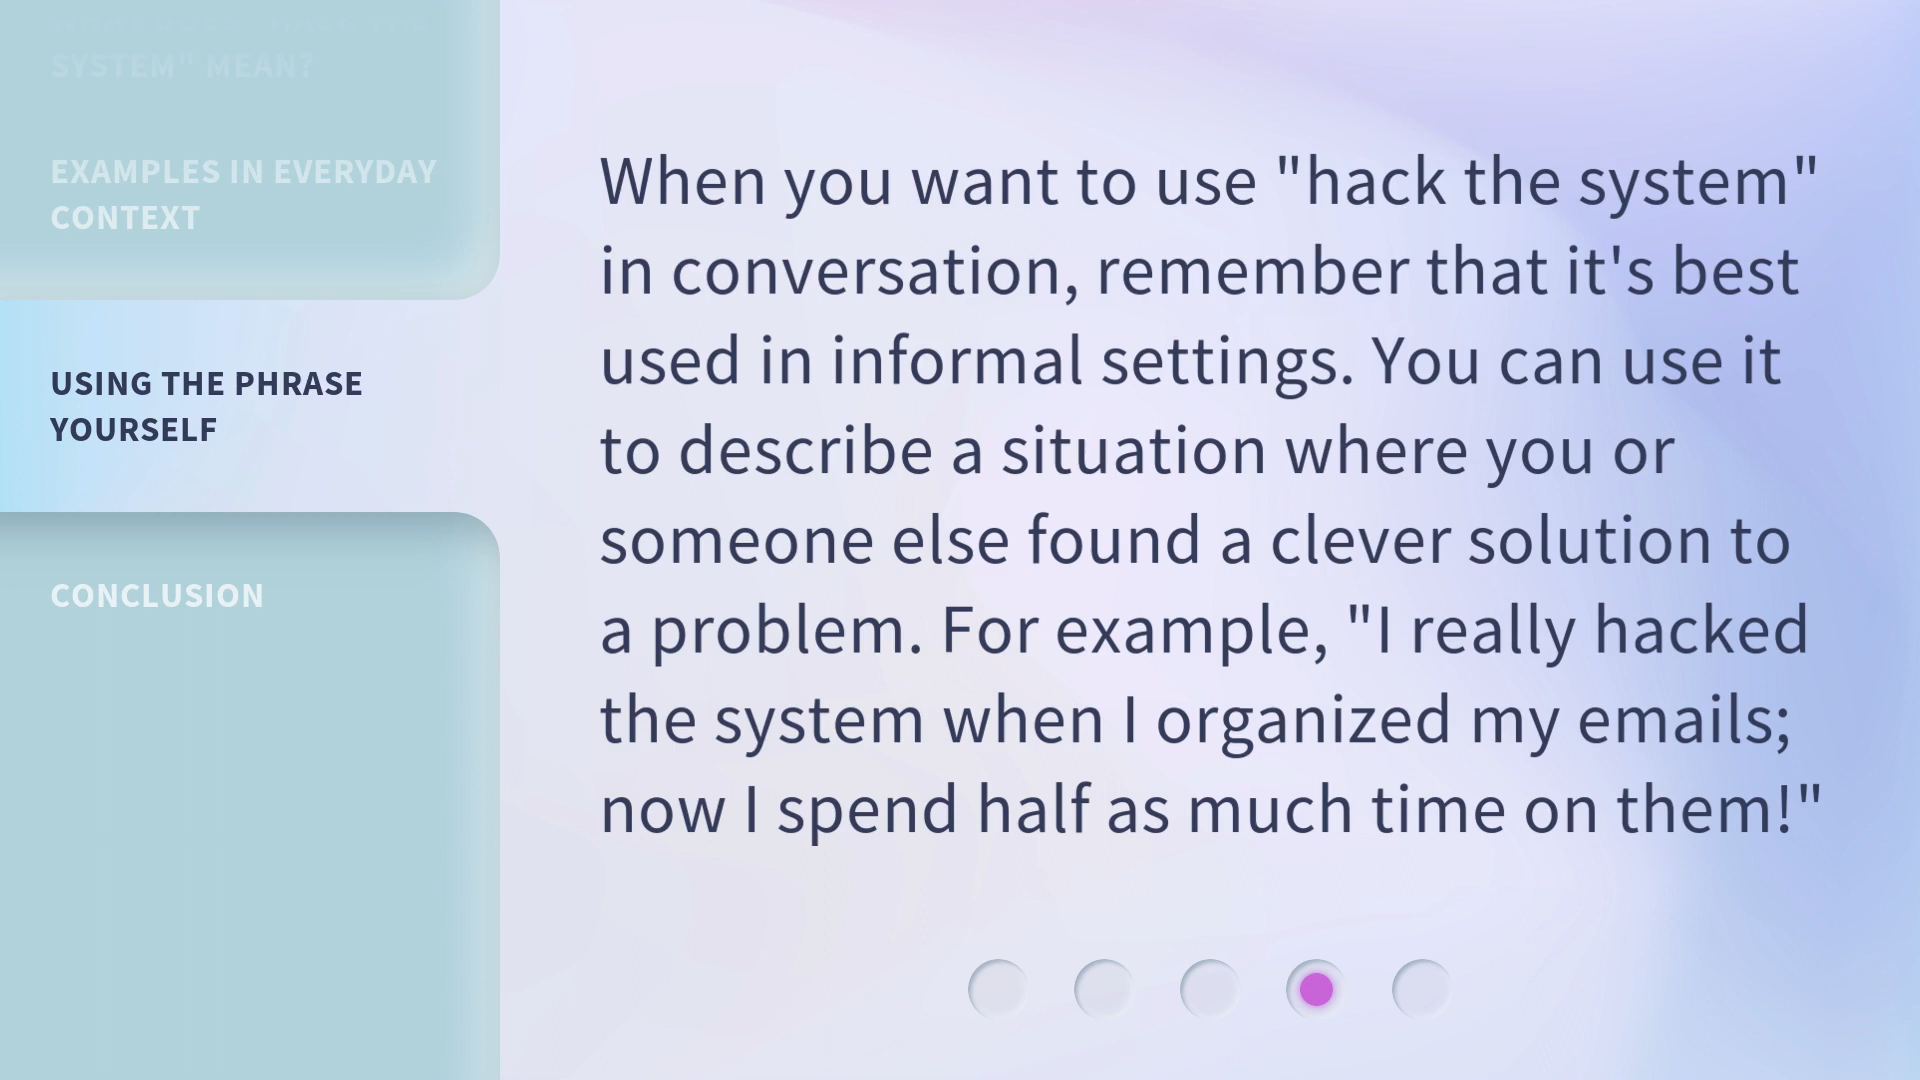 SYSTEM" MEAN?
EXAMPLES IN EVERYDAY
CONTEXT
USING THE PHRASE
YOURSELF
CONCLUSION
When you want to use "hack the system"
in conversation, remember that it's best
used in informal settings. You can use it
to describe a situation where you or
someone else found a clever solution to
a problem. For example, "I really hacked
the system when I organized my emails;
now I spend half as much time on them!"